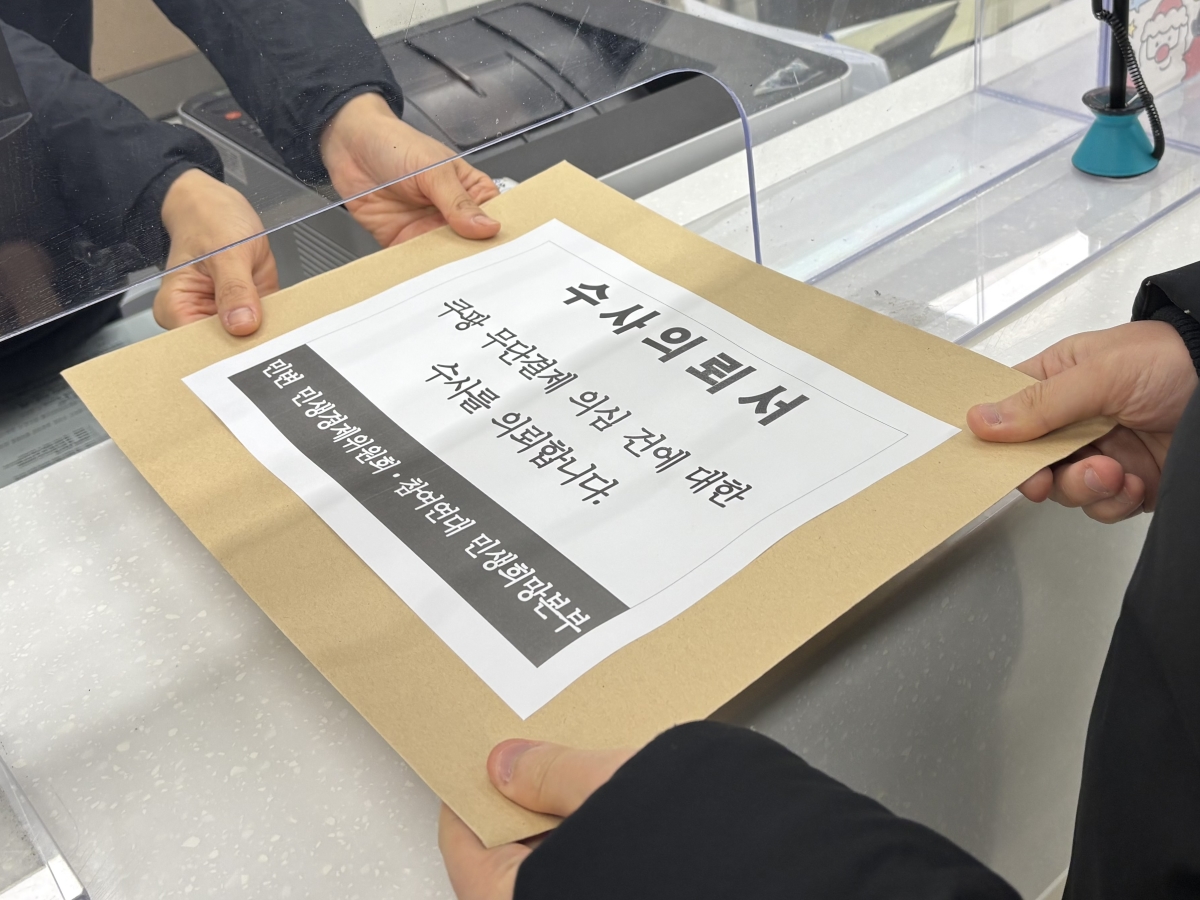 수사의뢰서
쿠팡 무단결제 의심 건에 대한
수사를 의뢰합니다.
민변 민생경제위원회·참여연대 민생희망본부